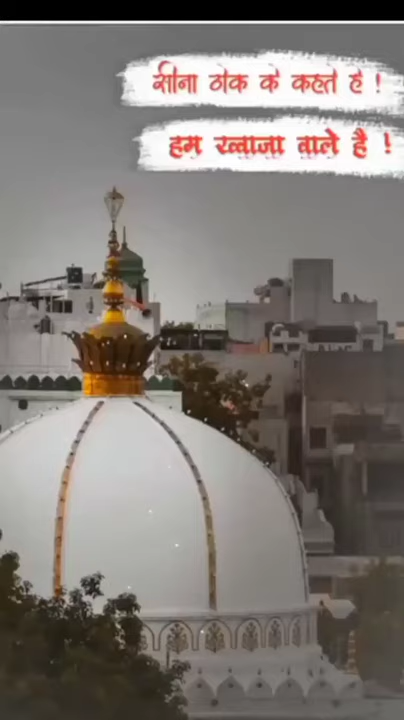 सीना ठोक के कहते है !
हम ख्वाजा वाले है !